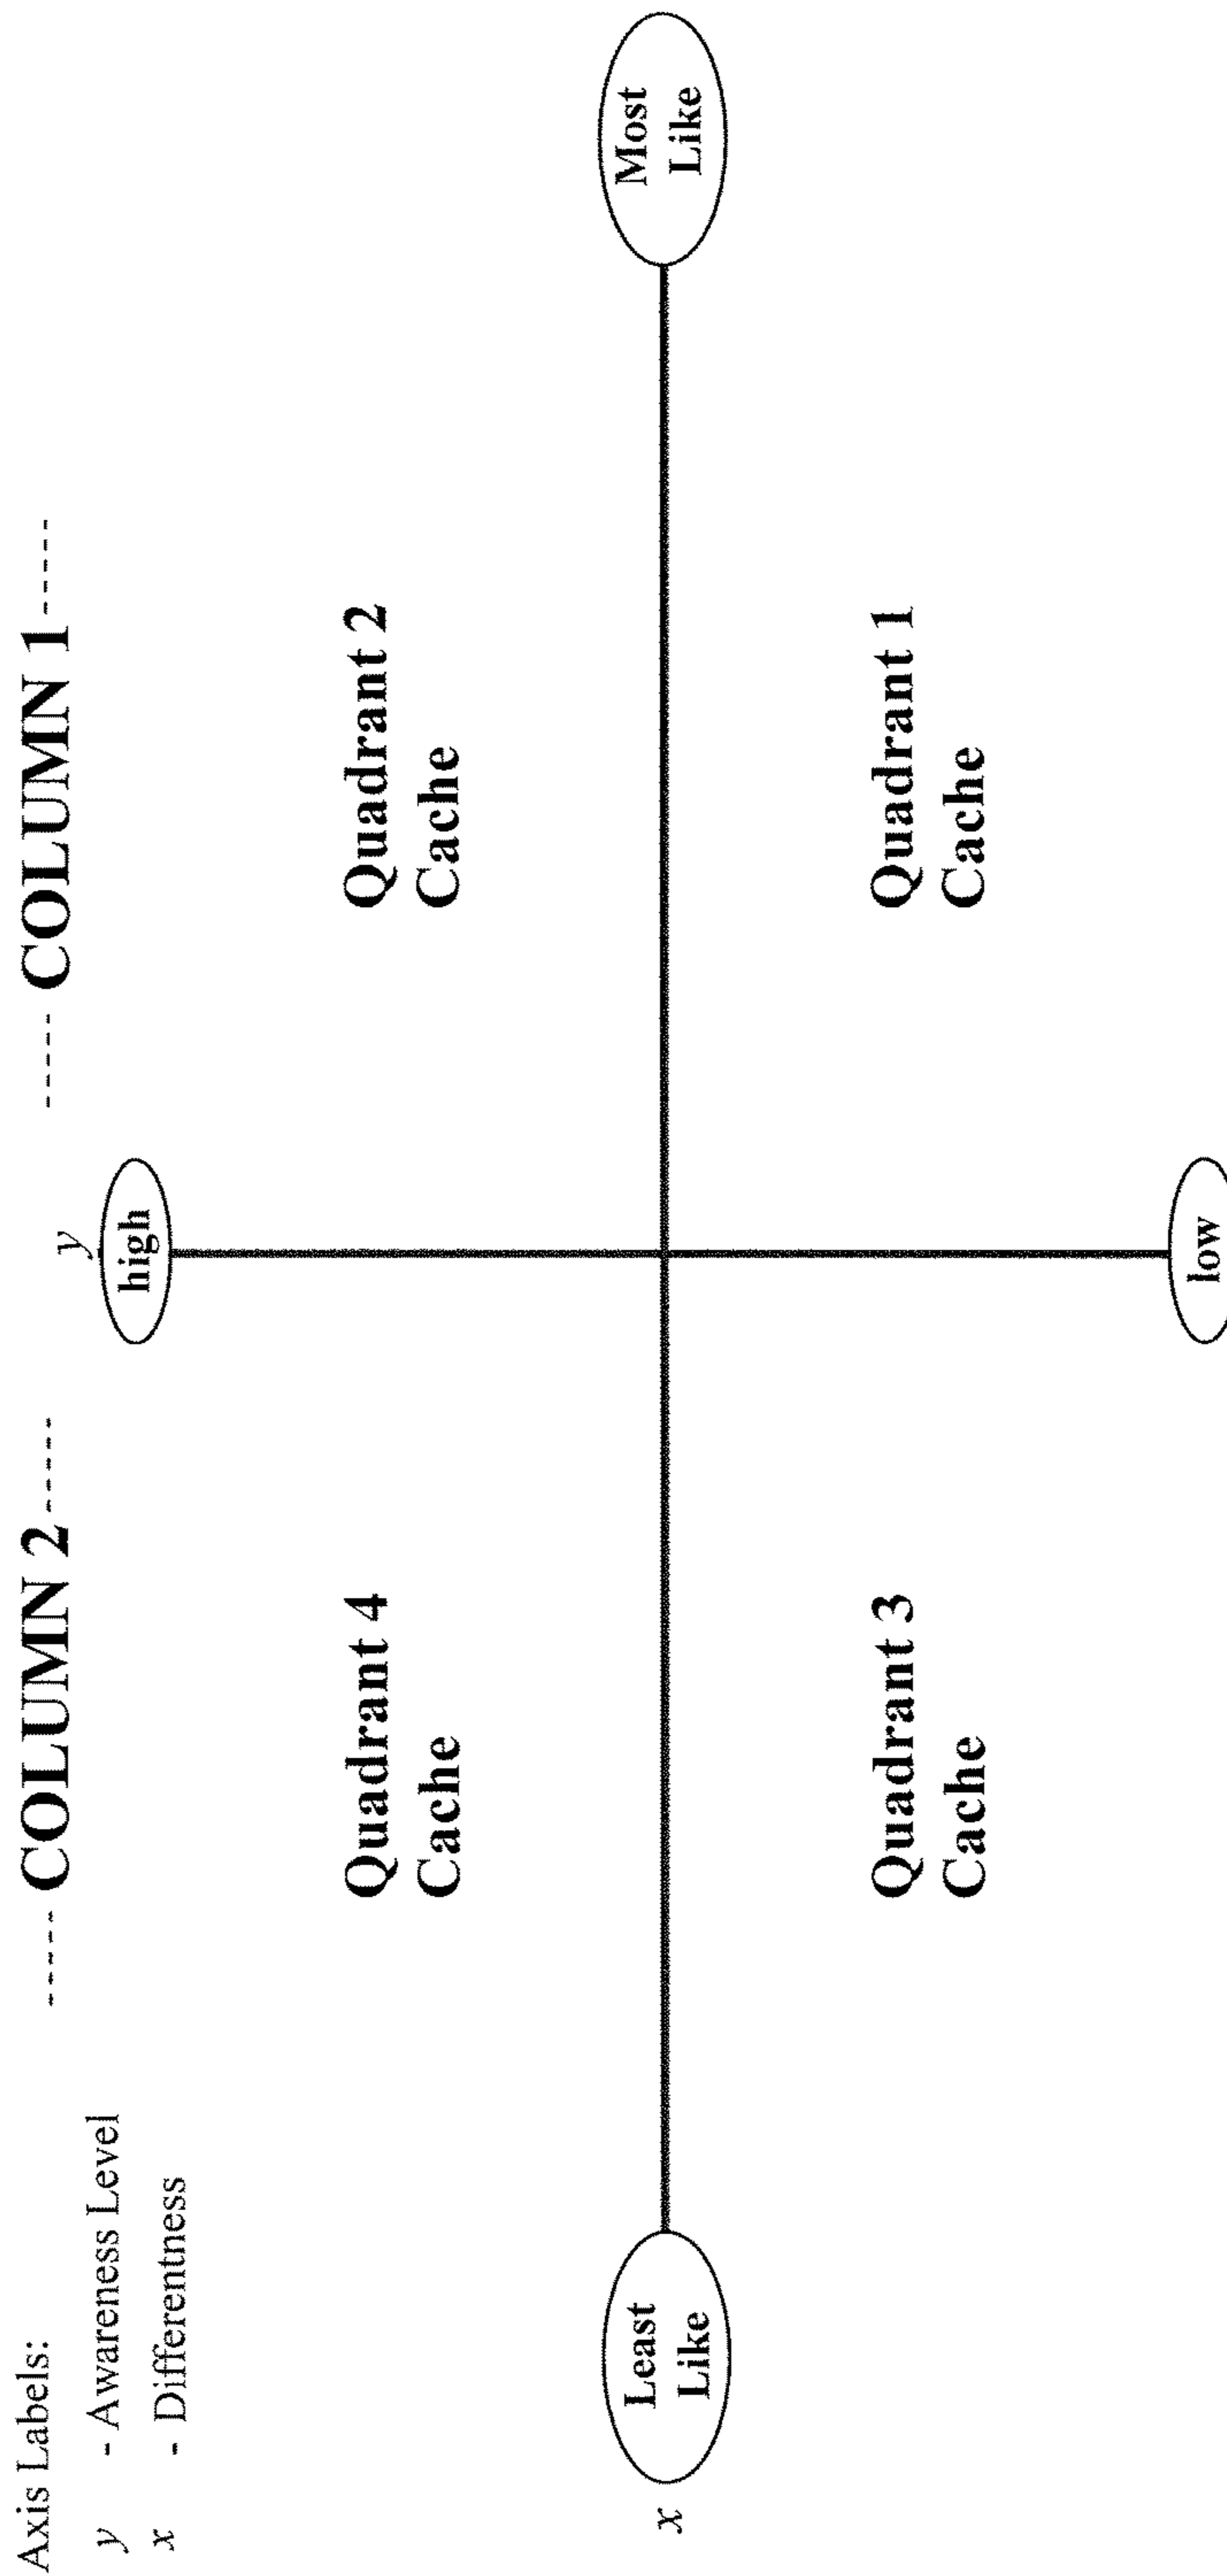 Axis Labels:
y - Awareness Level
x - Differentness
----- COLUMN 2 -----
----- COLUMN 1 -----
y
high
Quadrant 4
Cache
Quadrant 2
Cache
x
Least
Like
Most
Like
Quadrant 3
Cache
Quadrant 1
Cache
low